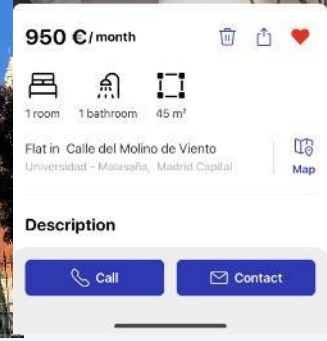 950 €/month
1 room 1 bathroom 45 m²
Flat in Calle del Molino de Viento
Universidad - Malasaña, Madrid Capital
Map
Description
Call Contact